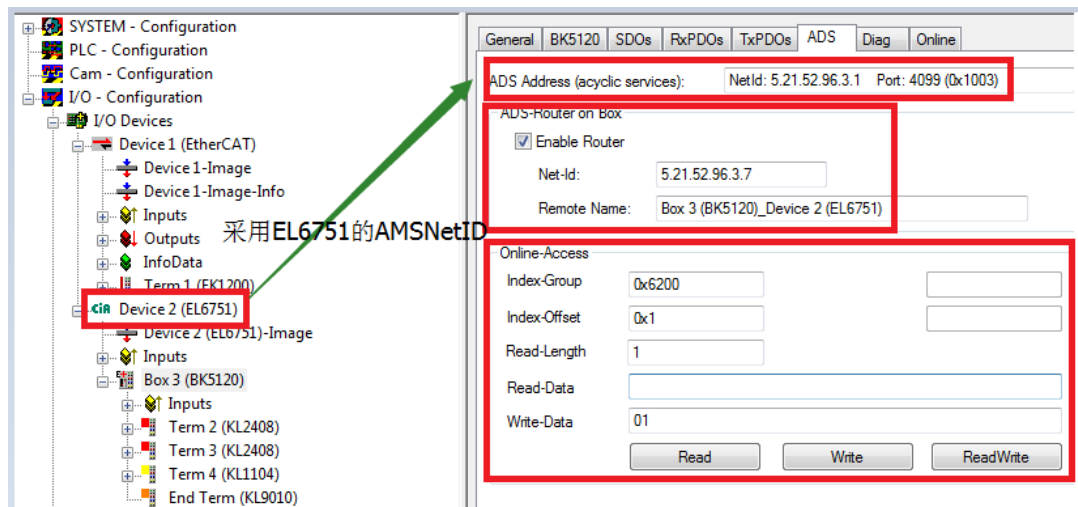 SYSTEM - Configuration
PLC - Configuration
Cam - Configuration
I/O - Configuration
I/O Devices
Device 1 (EtherCAT)
Device 1-Image
Device 1-Image-Info
Inputs
Outputs
InfoData
Term 1 (EK1200)
CiA Device 2 (EL6751)
Device 2 (EL6751)-Image
Inputs
Box 3 (BK5120)
Inputs
Term 2 (KL2408)
Term 3 (KL2408)
Term 4 (KL1104)
End Term (KL9010)
采用EL6751的AMSNetID
General BK5120 SDOs RxPDOs TxPDOs ADS Diag Online
ADS Address (acyclic services): NetId: 5.21.52.96.3.1 Port: 4099 (0x1003)
ADS-Router on Box
Enable Router
Net-Id: 5.21.52.96.3.7
Remote Name: Box 3 (BK5120)_Device 2 (EL6751)
Online-Access
Index-Group 0x6200
Index-Offset 0x1
Read-Length 1
Read-Data
Write-Data 01
Read Write ReadWrite